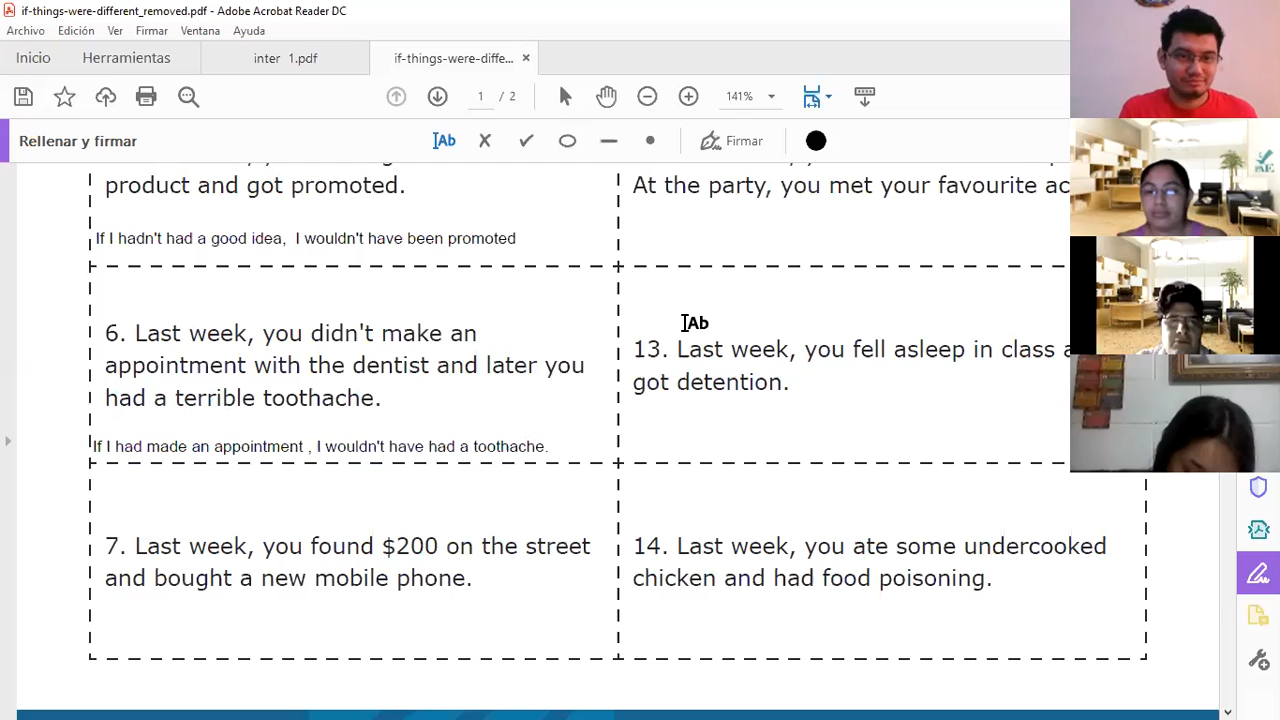 if-things-were-different_removed.pdf - Adobe Acrobat Reader DC
Archivo Edición Ver Firmar Ventana Ayuda
Inicio Herramientas inter 1.pdf if-things-were-diffe... ×
1 / 2 141%
Rellenar y firmar Ab Firmar
product and got promoted.
If I hadn't had a good idea, I wouldn't have been promoted
At the party, you met your favourite ac
6. Last week, you didn't make an
appointment with the dentist and later you
had a terrible toothache.
If I had made an appointment , I wouldn't have had a toothache.
Ab
13. Last week, you fell asleep in class a
got detention.
7. Last week, you found $200 on the street
and bought a new mobile phone.
14. Last week, you ate some undercooked
chicken and had food poisoning.